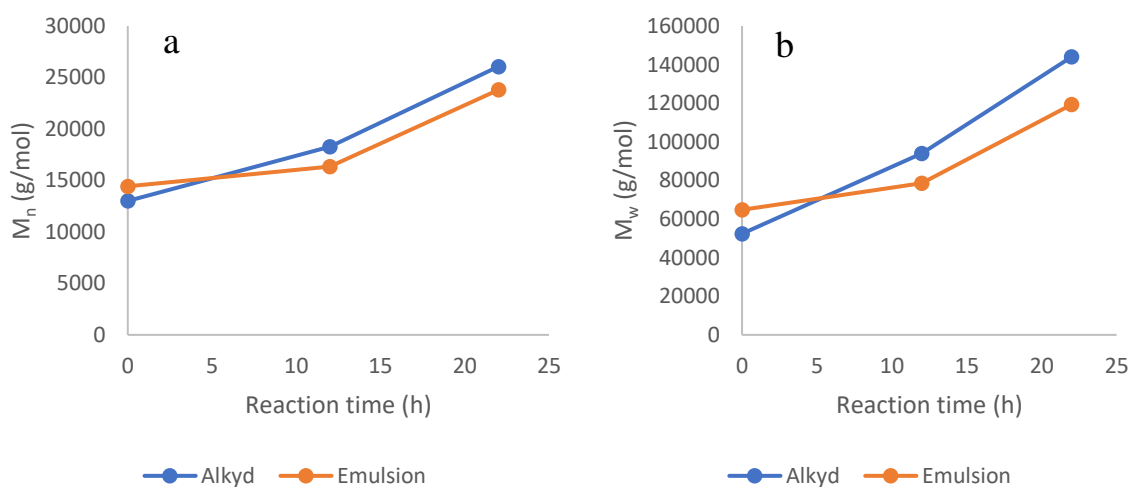 a
30000
25000
20000
15000
10000
5000
0
M_n (g/mol)
0 5 10 15 20 25
Reaction time (h)
Alkyd Emulsion
b
160000
140000
120000
100000
80000
60000
40000
20000
0
M_w (g/mol)
0 5 10 15 20 25
Reaction time (h)
Alkyd Emulsion